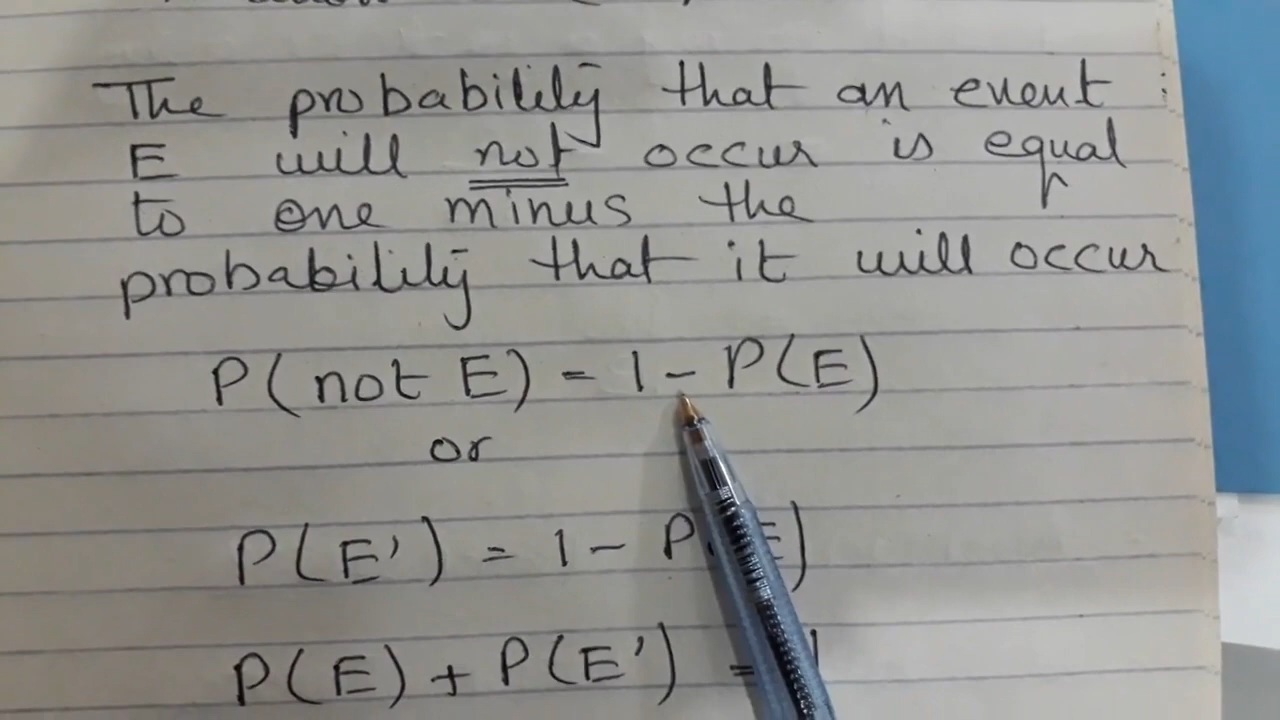 The probability that an event :
E will not occur is equal
to one minus the
probability that it will occur
P(not E) = 1 - P(E)
or
P(E') = 1 - P(E)
P(E) + P(E') = 1